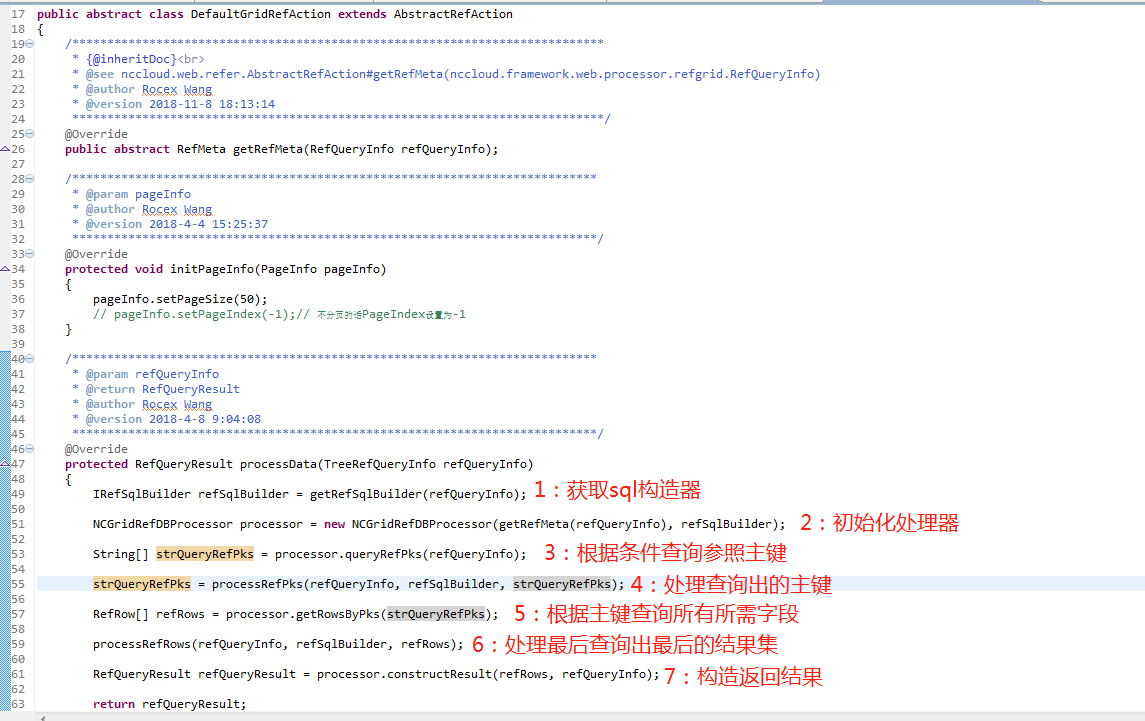 17 public abstract class DefaultGridRefAction extends AbstractRefAction
18 {
19 /****************************************************************************
20 * {@inheritDoc}<br>
21 * @see nccloud.web.refer.AbstractRefAction#getRefMeta(nccloud.framework.web.processor.refgrid.RefQueryInfo)
22 * @author Rocex Wang
23 * @version 2018-11-8 18:13:14
24 ****************************************************************************/
25 @Override
26 public abstract RefMeta getRefMeta(RefQueryInfo refQueryInfo);
27
28 /***************************************************************************
29 * @param pageInfo
30 * @author Rocex Wang
31 * @version 2018-4-4 15:25:37
32 ***************************************************************************/
33 @Override
34 protected void initPageInfo(PageInfo pageInfo)
35 {
36 pageInfo.setPageSize(50);
37 // pageInfo.setPageIndex(-1);// 不分页的话PageIndex设置为-1
38 }
39
40 /***************************************************************************
41 * @param refQueryInfo
42 * @return RefQueryResult
43 * @author Rocex Wang
44 * @version 2018-4-8 9:04:08
45 ***************************************************************************/
46 @Override
47 protected RefQueryResult processData(TreeRefQueryInfo refQueryInfo)
48 {
49 IRefSqlBuilder refSqlBuilder = getRefSqlBuilder(refQueryInfo); 1：获取sql构造器
50
51 NCGridRefDBProcessor processor = new NCGridRefDBProcessor(getRefMeta(refQueryInfo), refSqlBuilder); 2：初始化处理器
52
53 String[] strQueryRefPks = processor.queryRefPks(refQueryInfo); 3：根据条件查询参照主键
54
55 strQueryRefPks = processRefPks(refQueryInfo, refSqlBuilder, strQueryRefPks); 4：处理查询出的主键
56
57 RefRow[] refRows = processor.getRowsByPks(strQueryRefPks); 5：根据主键查询所有所需字段
58
59 processRefRows(refQueryInfo, refSqlBuilder, refRows); 6：处理最后查询出最后的结果集
60
61 RefQueryResult refQueryResult = processor.constructResult(refRows, refQueryInfo); 7：构造返回结果
62
63 return refQueryResult;